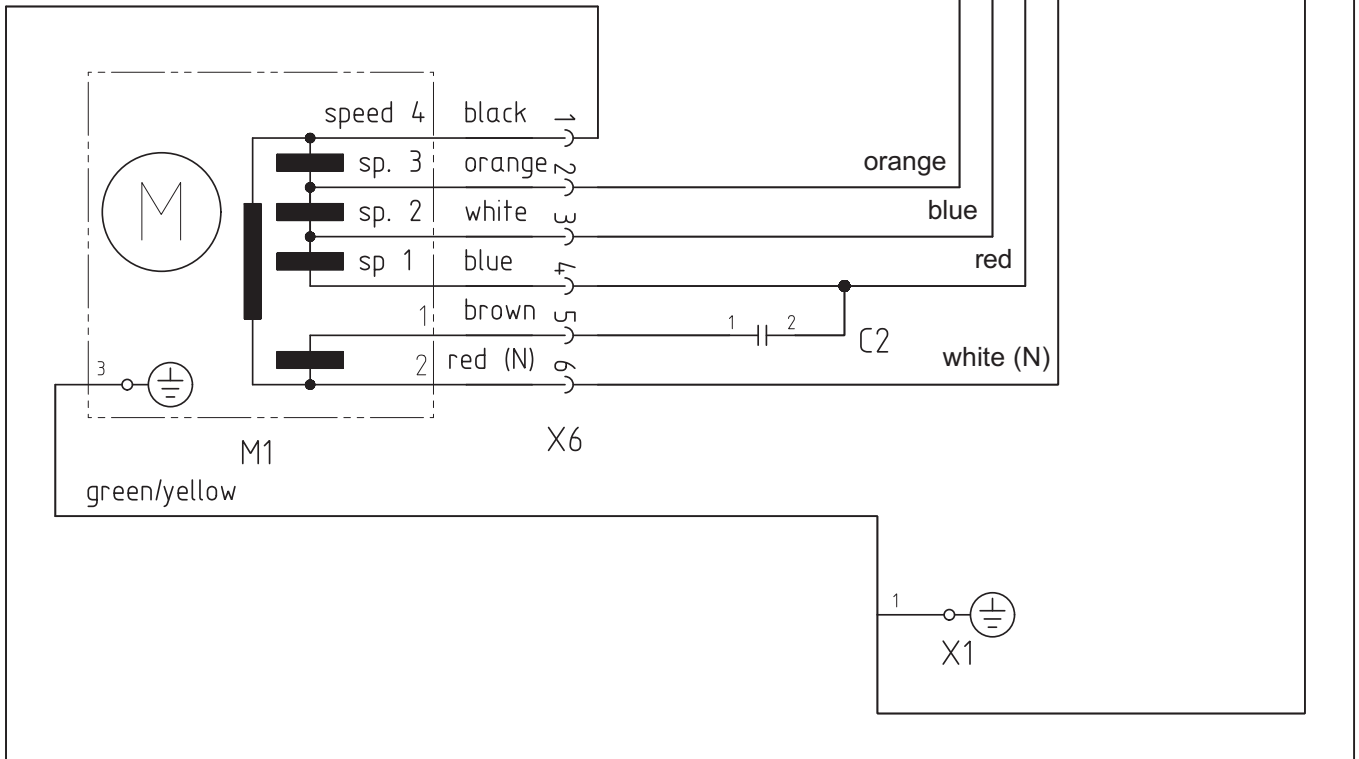 speed 4 black 1
sp. 3 orange 2 orange
M sp. 2 white 3 blue
sp 1 blue 4 red
1 brown 5 1 2 C2
2 red (N) 6 white (N)
3
M1 X6
green/yellow
1
X1